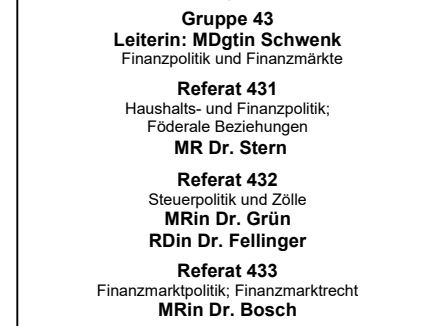 Gruppe 43
Leiterin: MDgtin Schwenk
Finanzpolitik und Finanzmärkte
Referat 431
Haushalts- und Finanzpolitik;
Föderale Beziehungen
MR Dr. Stern
Referat 432
Steuerpolitik und Zölle
MRin Dr. Grün
RDin Dr. Fellinger
Referat 433
Finanzmarktpolitik; Finanzmarktrecht
MRin Dr. Bosch